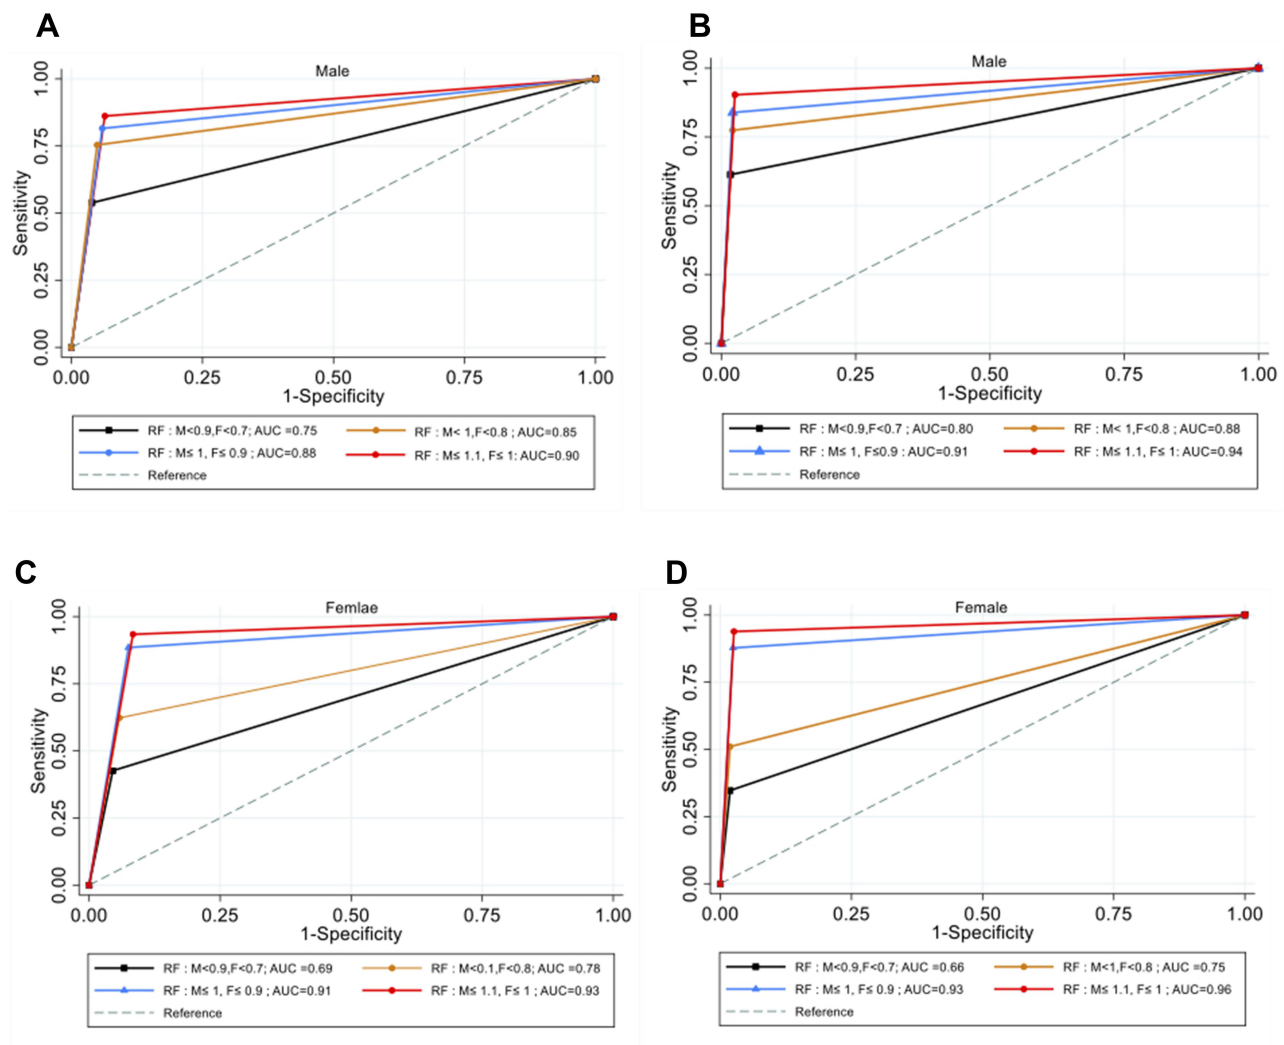 A
Male
Sensitivity
1.00
0.75
0.50
0.25
0.00
0.00 0.25 0.50 0.75 1.00
1-Specificity
RF : M<0.9,F<0.7; AUC =0.75 RF : M< 1,F<0.8 ; AUC=0.85
RF : M≤ 1, F≤ 0.9 ; AUC=0.88 RF : M≤ 1.1, F≤ 1: AUC=0.90
Reference
B
Male
Sensitivity
1.00
0.75
0.50
0.25
0.00
0.00 0.25 0.50 0.75 1.00
1-Specificity
RF : M<0.9,F<0.7 ; AUC=0.80 RF : M< 1,F<0.8 ; AUC=0.88
RF : M≤ 1, F≤0.9 : AUC=0.91 RF : M≤ 1.1, F≤ 1: AUC=0.94
Reference
C
Femlae
Sensitivity
1.00
0.75
0.50
0.25
0.00
0.00 0.25 0.50 0.75 1.00
1-Specificity
RF : M<0.9,F<0.7; AUC =0.69 RF : M<0.1,F<0.8; AUC =0.78
RF : M≤ 1, F≤ 0.9 ; AUC=0.91 RF : M≤ 1.1, F≤ 1 ; AUC=0.93
Reference
D
Female
Sensitivity
1.00
0.75
0.50
0.25
0.00
0.00 0.25 0.50 0.75 1.00
1-Specificity
RF : M<0.9,F<0.7; AUC =0.66 RF : M<1,F<0.8 ; AUC =0.75
RF : M≤ 1, F≤ 0.9 ; AUC=0.93 RF : M≤ 1.1, F≤ 1 ; AUC=0.96
Reference